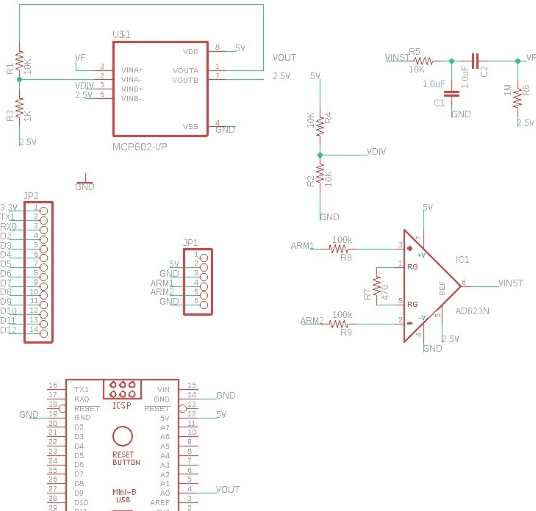 U$1
VDD 8 5V
VF 3 VINA+ VOUTA 1 VOUT
2 VINA- VOUTB 7 2.5V
VDIV 5 VINB+
2.5V 6 VINB-
VSS 4 GND
MCP602-I/P
R1 10K
R3 1K
2.5V
GND
5V
R4 10K
VDIV
R2 10K
GND
VINST R5 10K
1.0uF C2
VF
1.0uF C1
GND
1M R6
2.5V
JP2
3.3V 1
TX1 2
RX0 3
D2 4
D3 5
D4 6
D5 7
D6 8
D7 9
D8 10
D9 11
D10 12
D11 13
D12 14
JP1
1
5V 2
GND 3
ARM1 4
ARM2 5
GND 6
5V
7
+V
ARM1 100k R8 3
1 RG
R7 470
8 RG
ARM2 100k R9 2
IC1
6 VINST
AD623N
REF
5
2.5V
-V
4
GND
ICSP
16 TX1 VIN 15
17 RX0 GND 14 GND
18 RESET RESET 13
GND 19 GND 5V 12 5V
20 D2 A7 11
21 D3 A6 10
22 D4 A5 9
23 D5 A4 8
24 D6 A3 7
25 D7 A2 6
26 D8 A1 5
27 D9 A0 4 VOUT
28 D10 AREF 3
RESET
BUTTON
Mini-B
USB